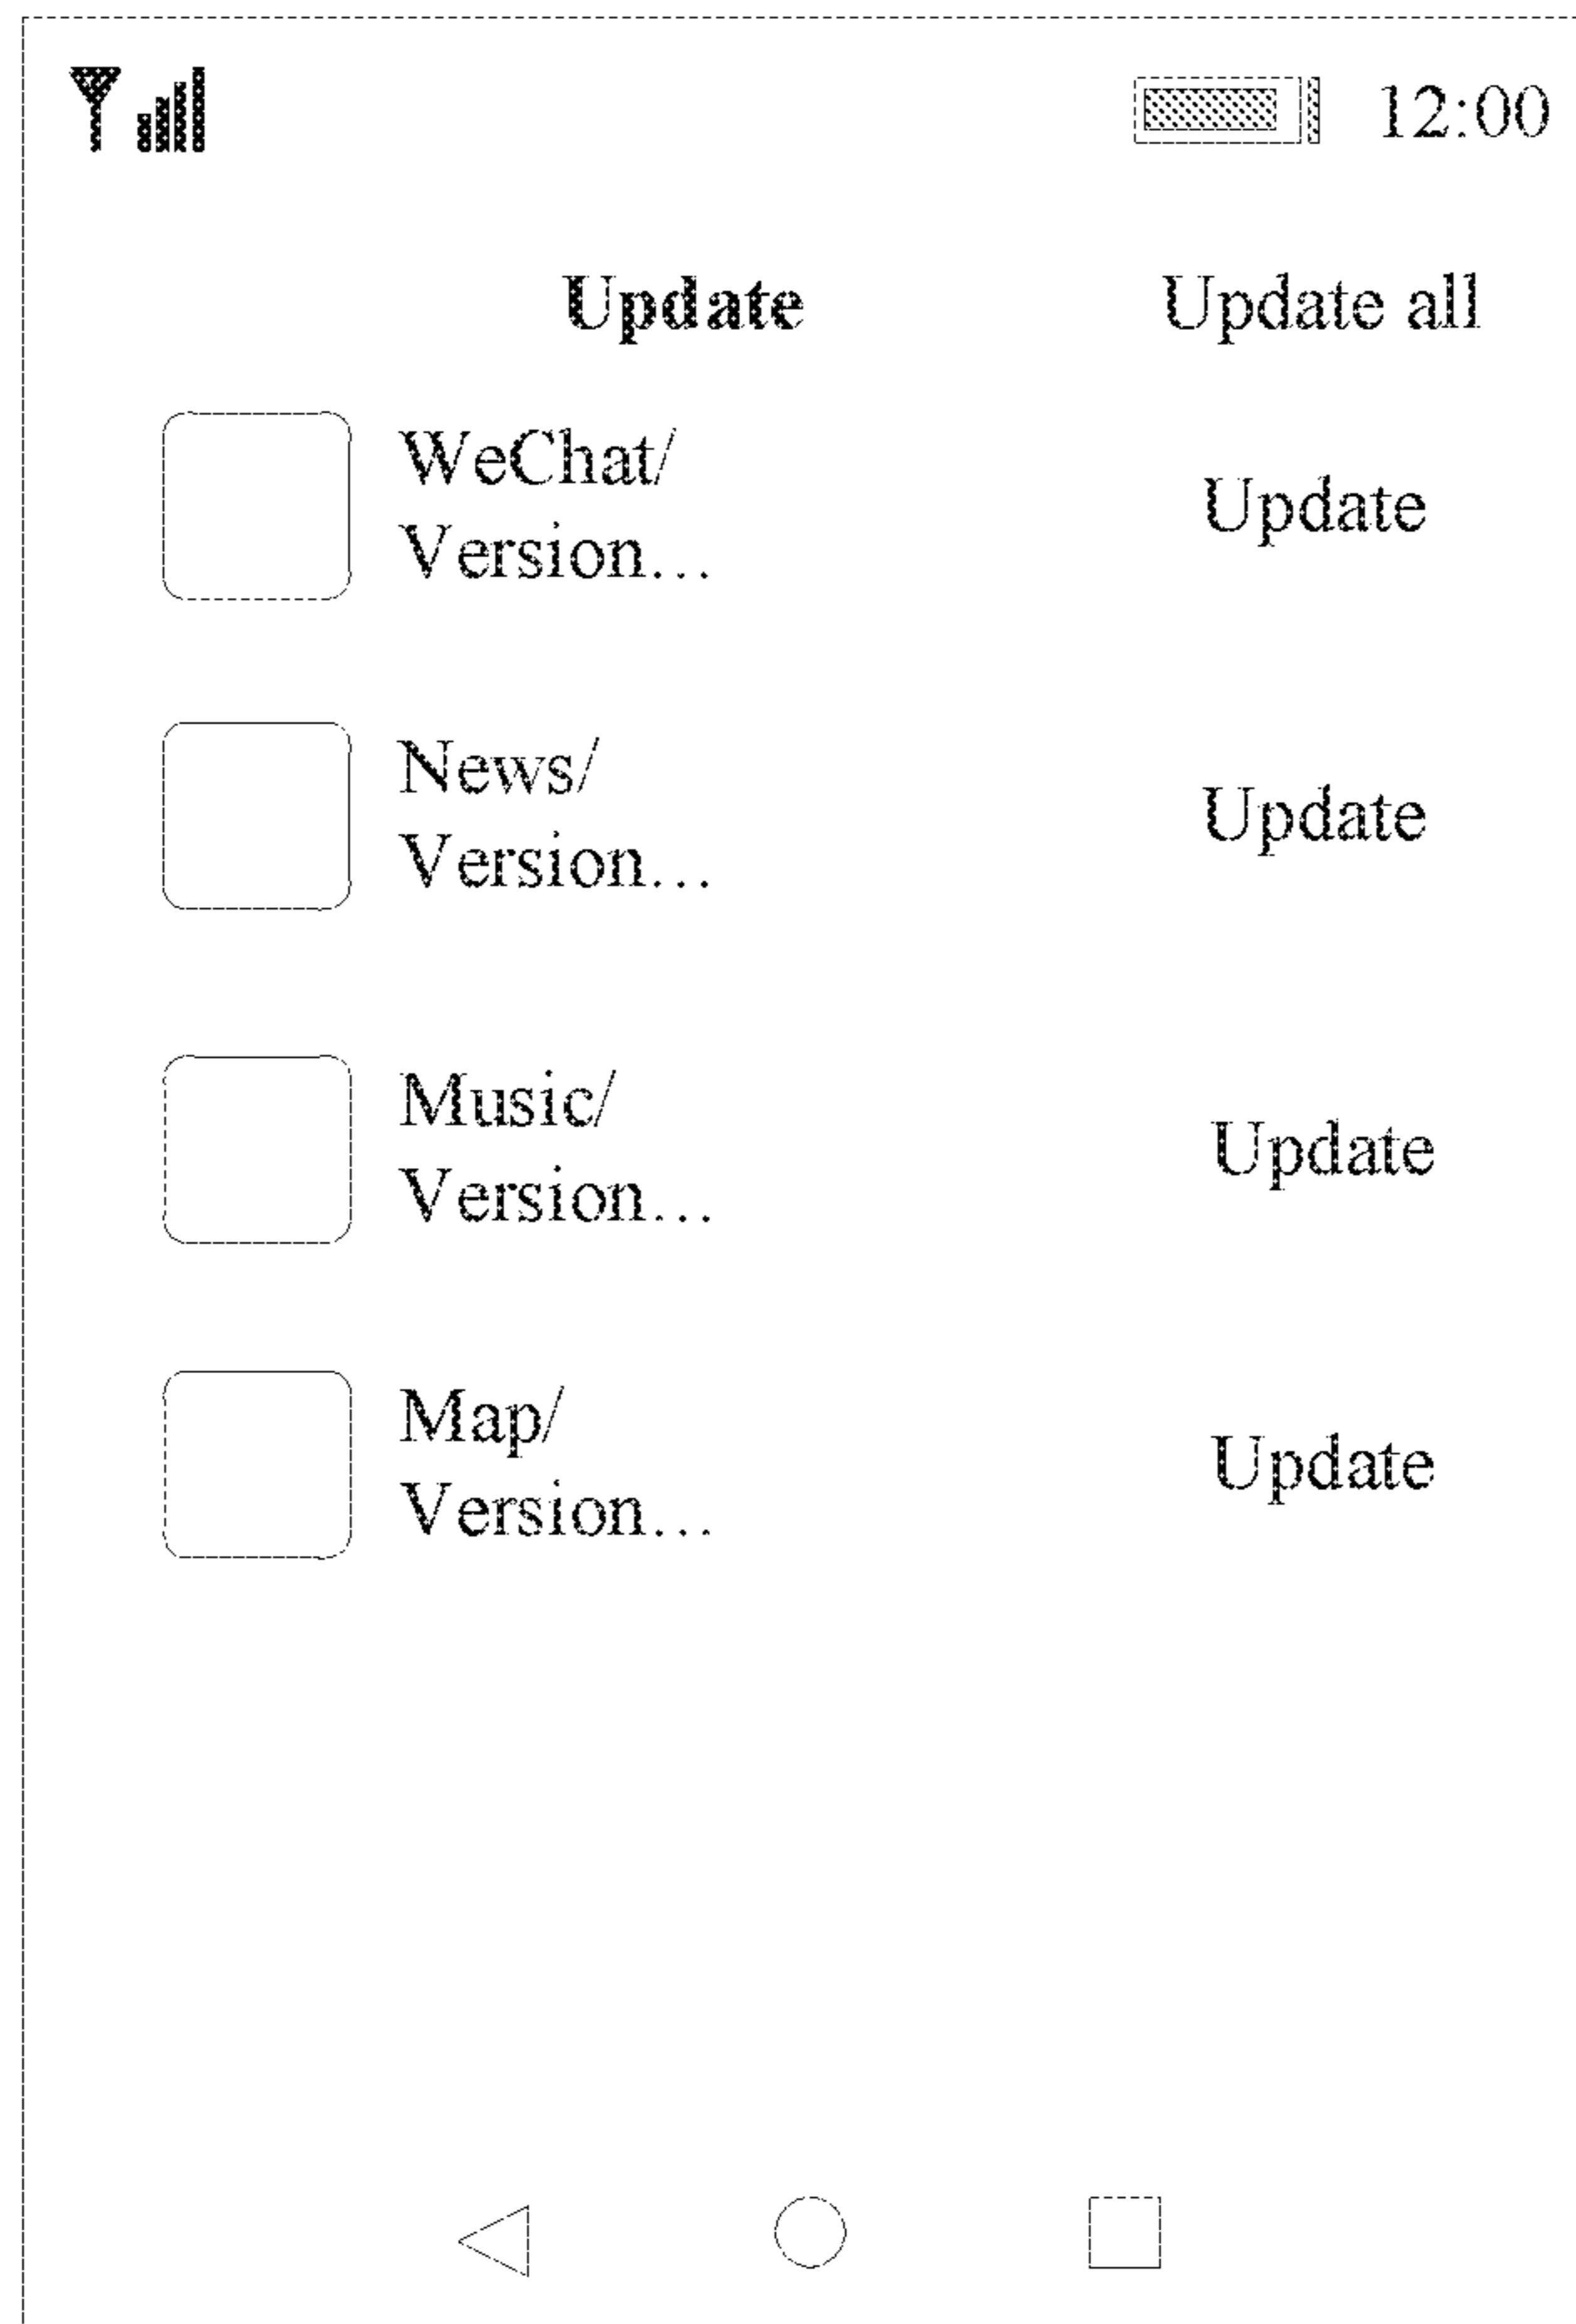 12:00
Update Update all
WeChat/
Version...
Update
News/
Version...
Update
Music/
Version...
Update
Map/
Version...
Update